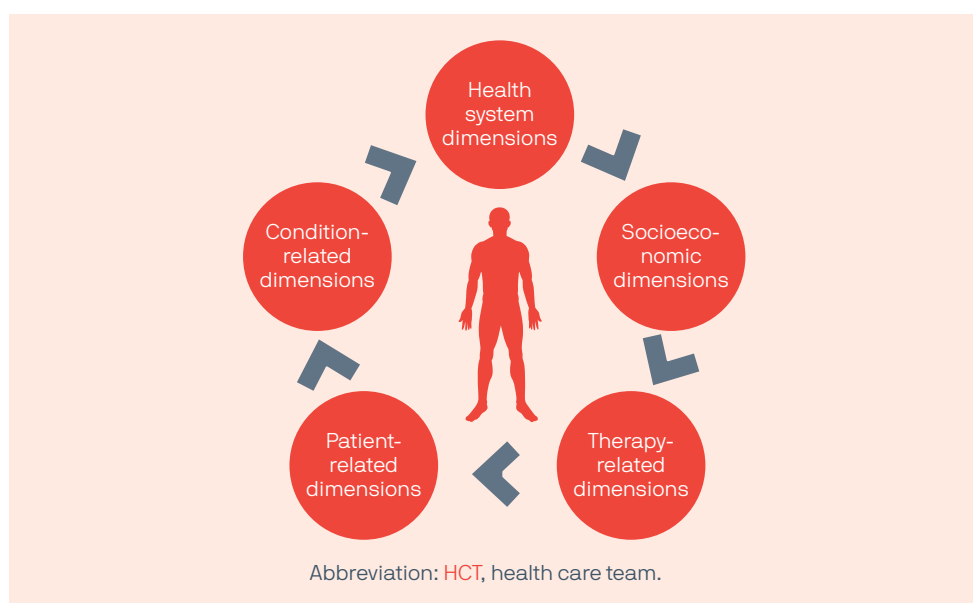 Health
system
dimensions
Socioeco-
nomic
dimensions
Therapy-
related
dimensions
Patient-
related
dimensions
Condition-
related
dimensions
Abbreviation: HCT, health care team.